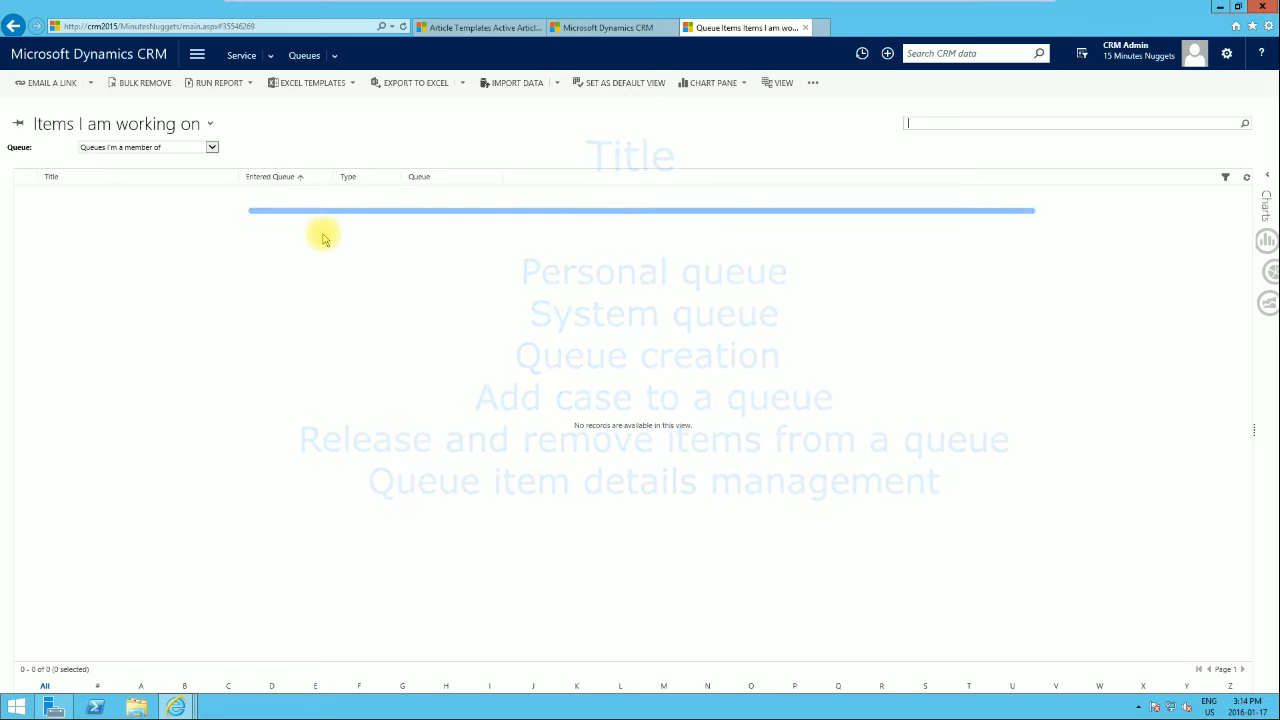 http://crm2015/MinutesNuggets/main.aspx#35546269
Article Templates Active Articl...
Microsoft Dynamics CRM
Queue Items Items I am wo...
Microsoft Dynamics CRM
Service
Queues
Search CRM data
CRM Admin
15 Minutes Nuggets
?
EMAIL A LINK
BULK REMOVE
RUN REPORT
EXCEL TEMPLATES
EXPORT TO EXCEL
IMPORT DATA
SET AS DEFAULT VIEW
CHART PANE
VIEW
Items I am working on
Queue:
Queues I'm a member of
Title
Title
Entered Queue
Type
Queue
Charts
Personal queue
System queue
Queue creation
Add case to a queue
No records are available in this view.
Release and remove items from a queue
Queue item details management
0 - 0 of 0 (0 selected)
Page 1
All # A B C D E F G H I J K L M N O P Q R S T U V W X Y Z
ENG
US
3:14 PM
2016-01-17